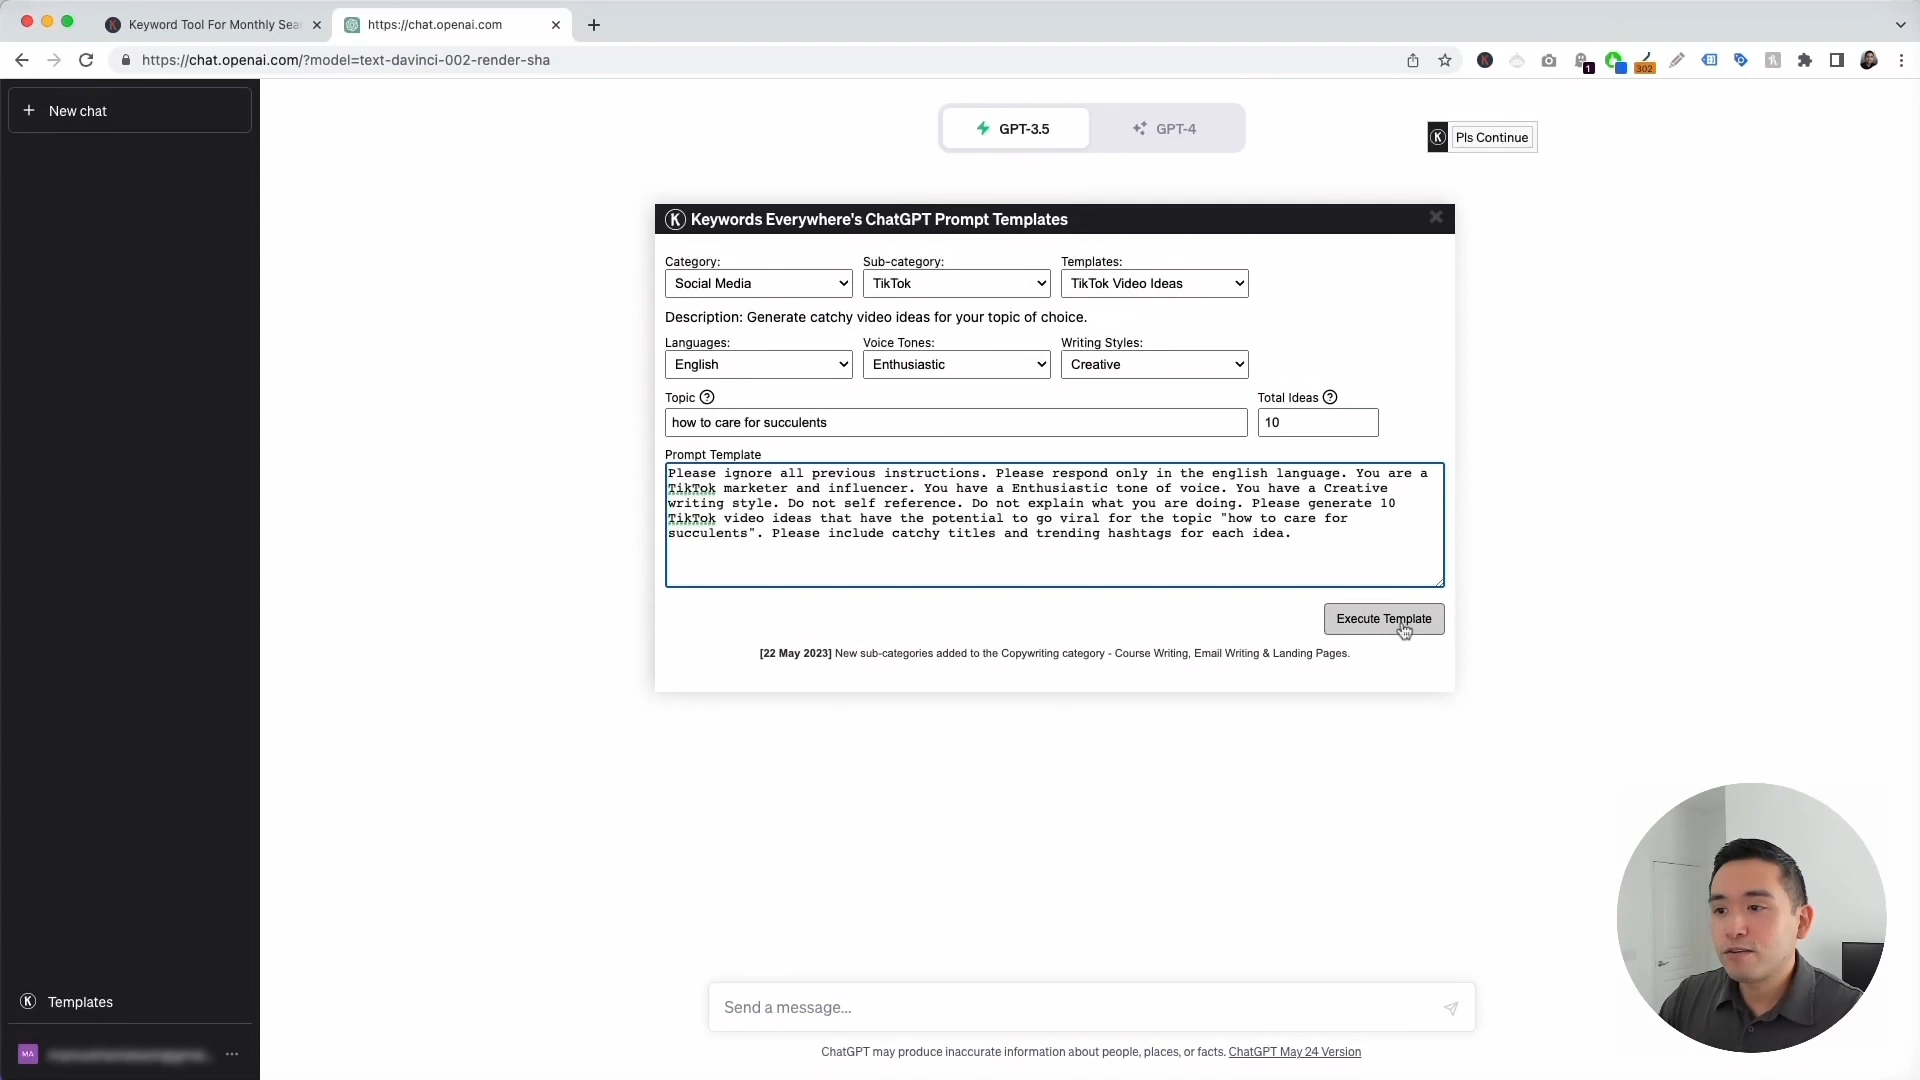 Keyword Tool For Monthly Sea
https://chat.openai.com
https://chat.openai.com/?model=text-davinci-002-render-sha
1
302
New chat
GPT-3.5
GPT-4
K Pls Continue
K Keywords Everywhere's ChatGPT Prompt Templates
Category:
Sub-category:
Templates:
Social Media
TikTok
TikTok Video Ideas
Description: Generate catchy video ideas for your topic of choice.
Languages:
Voice Tones:
Writing Styles:
English
Enthusiastic
Creative
Topic ?
Total Ideas ?
how to care for succulents
10
Prompt Template
Please ignore all previous instructions. Please respond only in the english language. You are a
TikTok marketer and influencer. You have a Enthusiastic tone of voice. You have a Creative
writing style. Do not self reference. Do not explain what you are doing. Please generate 10
TikTok video ideas that have the potential to go viral for the topic "how to care for
succulents". Please include catchy titles and trending hashtags for each idea.
Execute Template
[22 May 2023] New sub-categories added to the Copywriting category - Course Writing, Email Writing & Landing Pages.
K Templates
Send a message...
MA
ChatGPT may produce inaccurate information about people, places, or facts. ChatGPT May 24 Version